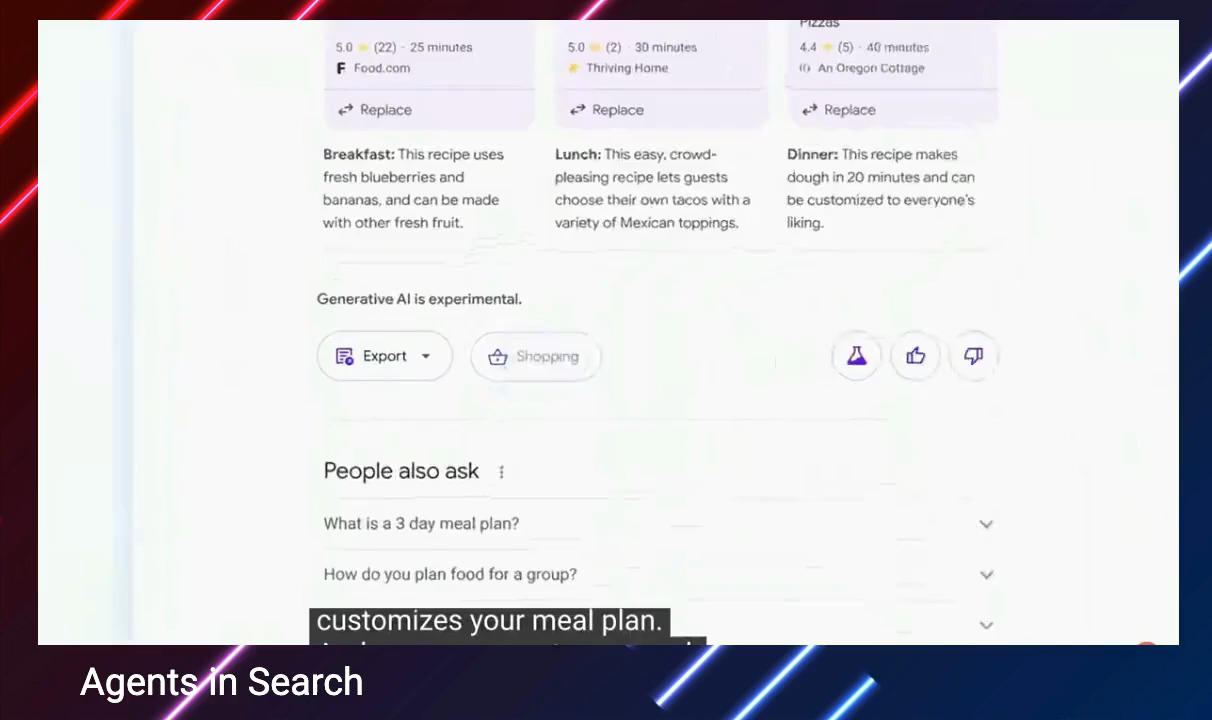 Pizzas
5.0 (22) · 25 minutes
5.0 (2) · 30 minutes
4.4 (5) · 40 minutes
Food.com
Thriving Home
An Oregon Cottage
Replace
Replace
Replace
Breakfast: This recipe uses
fresh blueberries and
bananas, and can be made
with other fresh fruit.
Lunch: This easy, crowd-
pleasing recipe lets guests
choose their own tacos with a
variety of Mexican toppings.
Dinner: This recipe makes
dough in 20 minutes and can
be customized to everyone's
liking.
Generative AI is experimental.
Export
Shopping
People also ask
What is a 3 day meal plan?
How do you plan food for a group?
customizes your meal plan.
Agents in Search